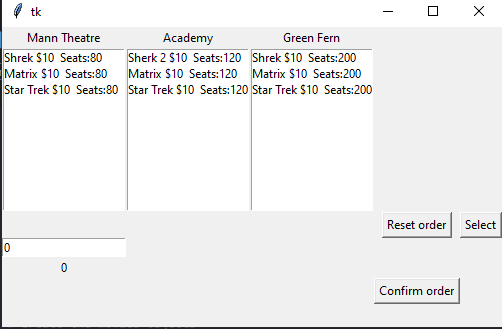 tk
Mann Theatre Academy Green Fern
Shrek $10 Seats:80 Sherk 2 $10 Seats:120 Shrek $10 Seats:200
Matrix $10 Seats:80 Matrix $10 Seats:120 Matrix $10 Seats:200
Star Trek $10 Seats:80 Star Trek $10 Seats:120 Star Trek $10 Seats:200
Reset order Select
0
0
Confirm order